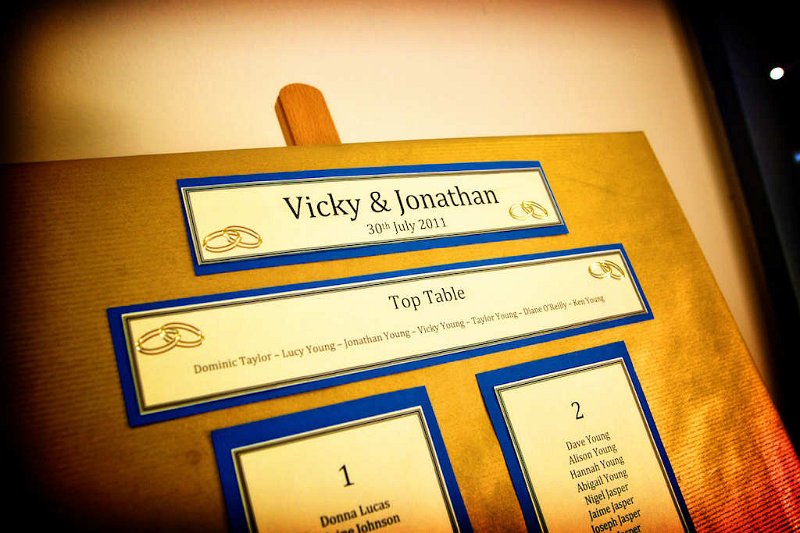 Vicky & Jonathan
30th July 2011
Top Table
Dominic Taylor – Lucy Young – Jonathan Young – Vicky Young – Taylor Young – Diane O'Reilly – Ken Young
1
Donna Lucas
Johnson
2
Dave Young
Alison Young
Hannah Young
Abigail Young
Nigel Jasper
Jaime Jasper
Joseph Jasper